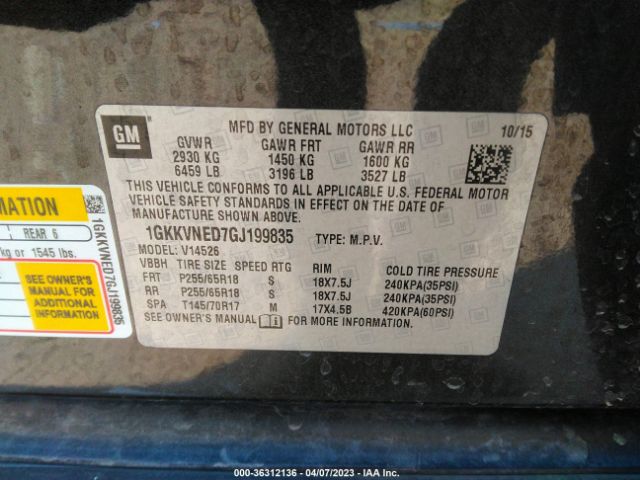 GM
MFD BY GENERAL MOTORS LLC
10/15
GVWR GAWR FRT GAWR RR
2930 KG 1450 KG 1600 KG
6459 LB 3196 LB 3527 LB
THIS VEHICLE CONFORMS TO ALL APPLICABLE U.S. FEDERAL MOTOR
VEHICLE SAFETY STANDARDS IN EFFECT ON THE DATE OF
MANUFACTURE SHOWN ABOVE.
1GKKVNED7GJ199835 TYPE: M.P.V.
MODEL: V14526
VBBH TIRE SIZE SPEED RTG RIM COLD TIRE PRESSURE
FRT P255/65R18 S 18X7.5J 240KPA(35PSI)
RR P255/65R18 S 18X7.5J 240KPA(35PSI)
SPA T145/70R17 M 17X4.5B 420KPA(60PSI)
SEE OWNER'S MANUAL FOR MORE INFORMATION.
REAR 6
kg or 1545 lbs.
SEE OWNER'S
MANUAL FOR
ADDITIONAL
INFORMATION
1GKKVNED7GJ199835
000-36312136 - 04/07/2023 - IAA Inc.